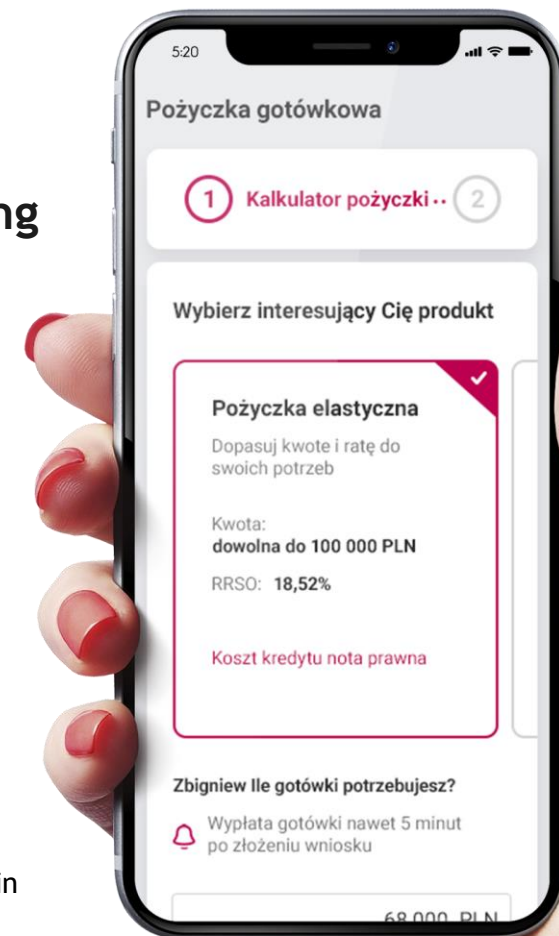 ng
5:20
Pożyczka gotówkowa
1 Kalkulator pożyczki ·· 2
Wybierz interesujący Cię produkt
Pożyczka elastyczna
Dopasuj kwote i ratę do
swoich potrzeb
Kwota:
dowolna do 100 000 PLN
RRSO: 18,52%
Koszt kredytu nota prawna
Zbigniew Ile gotówki potrzebujesz?
Wypłata gotówki nawet 5 minut
po złożeniu wniosku
in
68 000 PLN